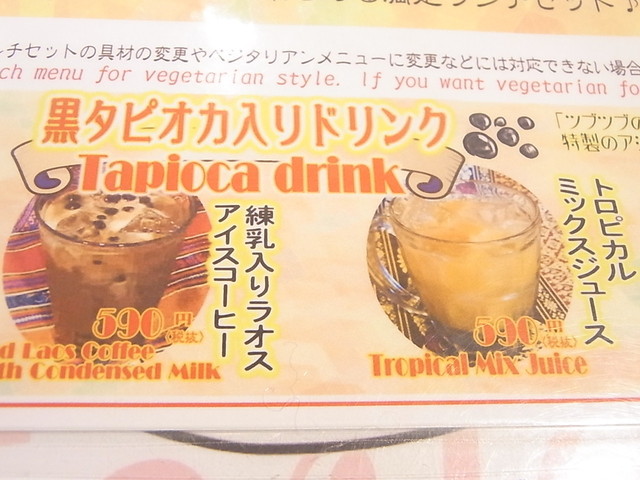 ンチセットの具材の変更やベジタリアンメニューに変更などには対応できない場合
menu for vegetarian style. If you want vegetarian
黒タピオカ入りドリンク
Tapioca drink
「ツブツブの
特製のア
練乳入りラオス
アイスコーヒー
590円
(税抜)
Laos Coffee
Condensed Milk
トロピカル
ミックスジュース
590円
(税抜)
Tropical Mix Juice